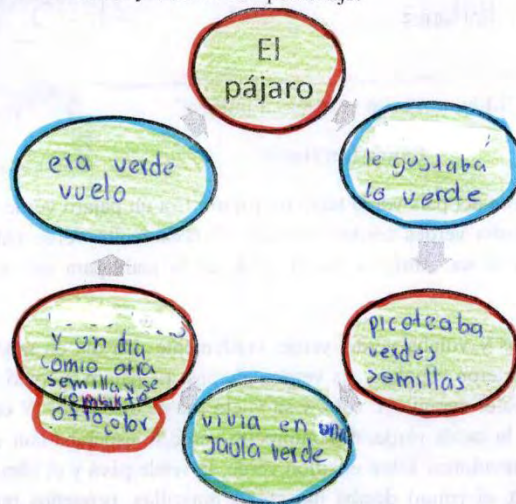 El
pájaro
le gustaba
lo verde
picoteaba
verdes
semillas
vivia en una
jaula verde
y un dia
comio otra
semilla y se
otro
era verde
vuelo